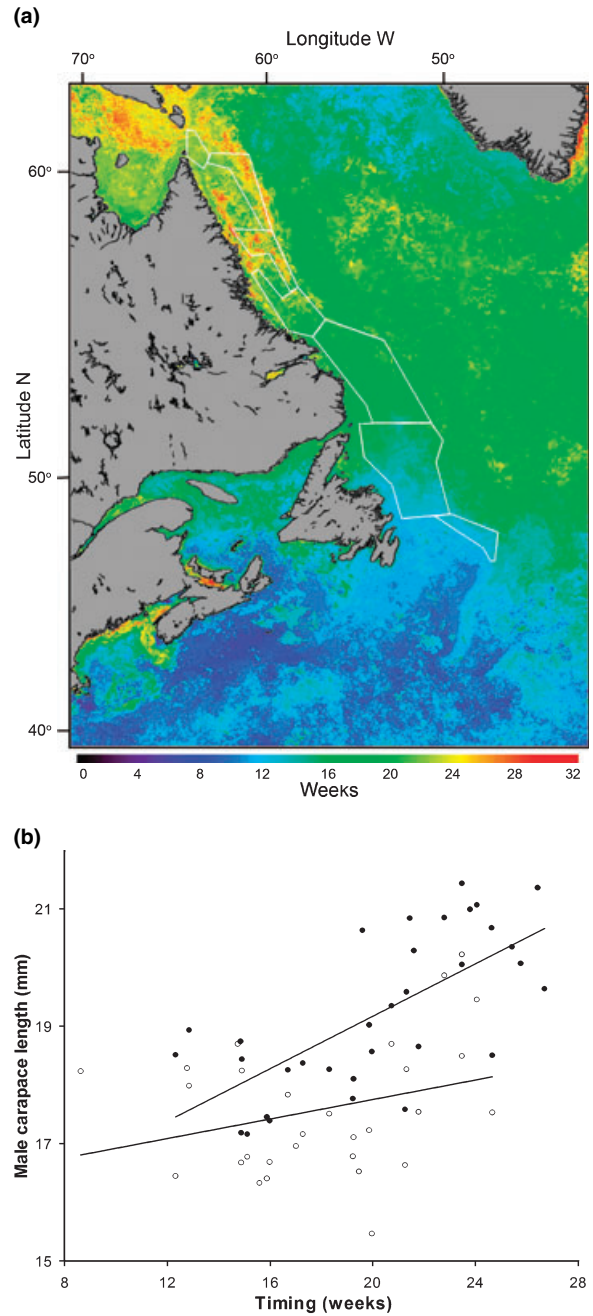 (a)
Longitude W
70° 60° 50°
60°
Latitude N
50°
40°
0 4 8 12 16 20 24 28 32
Weeks
(b)
21
19
Male carapace length (mm)
17
15
8 12 16 20 24 28
Timing (weeks)